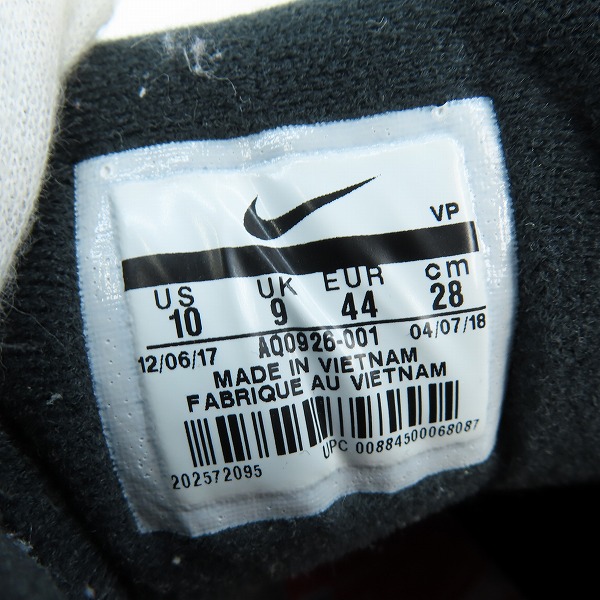 VP
US UK EUR cm
10 9 44 28
12/06/17 AQ0926-001 04/07/18
MADE IN VIETNAM
FABRIQUE AU VIETNAM
UPC 00884500068087
202572095